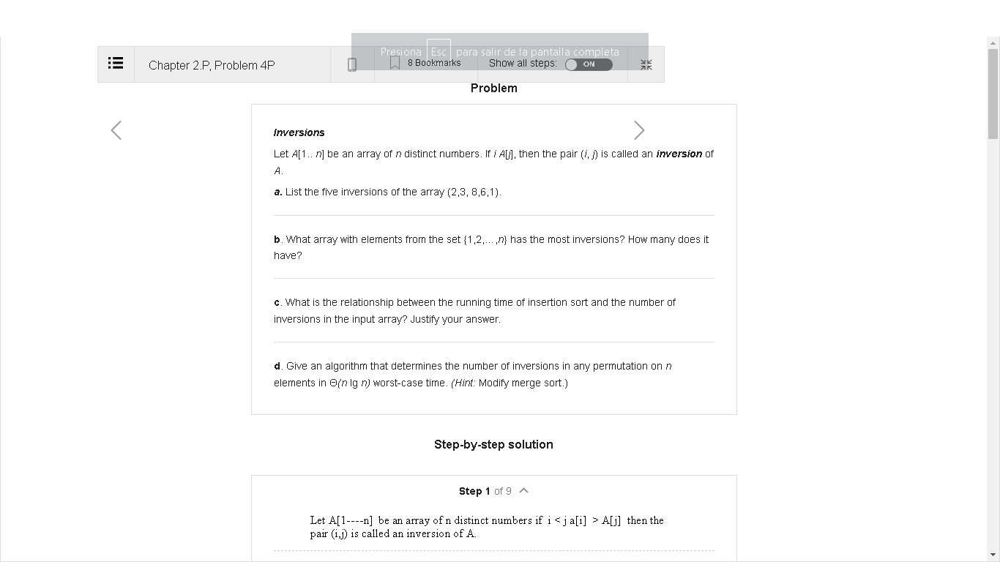 Presiona Esc para salir de la pantalla completa
Chapter 2.P, Problem 4P
8 Bookmarks
Show all steps: ON
Problem
Inversions
Let A[1.. n] be an array of n distinct numbers. If i A[j], then the pair (i, j) is called an inversion of
A.
a. List the five inversions of the array (2,3, 8,6,1).
b. What array with elements from the set {1,2,...,n} has the most inversions? How many does it
have?
c. What is the relationship between the running time of insertion sort and the number of
inversions in the input array? Justify your answer.
d. Give an algorithm that determines the number of inversions in any permutation on n
elements in Θ(n lg n) worst-case time. (Hint: Modify merge sort.)
Step-by-step solution
Step 1 of 9
Let A[1----n] be an array of n distinct numbers if i < j a[i] > A[j] then the
pair (i,j) is called an inversion of A.